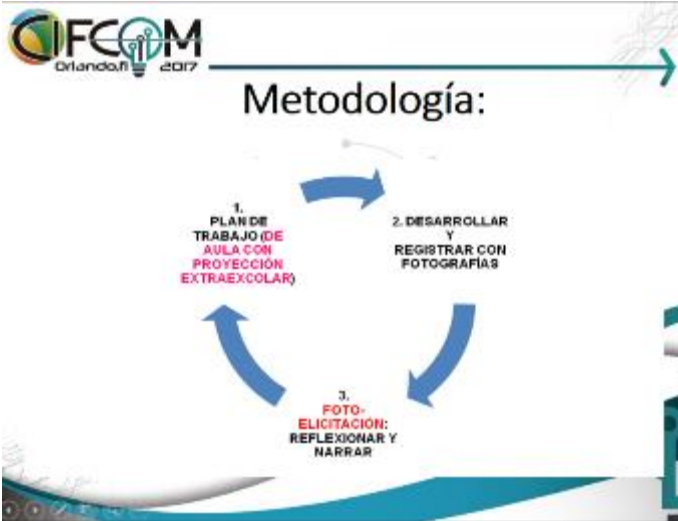 CIFCOM
Orlando,fl 2017
Metodología:
1.
PLAN DE
TRABAJO (DE
AULA CON
PROYECCIÓN
EXTRAEXCOLAR)
2. DESARROLLAR
Y
REGISTRAR CON
FOTOGRAFÍAS
3.
FOTO-
ELICITACIÓN:
REFLEXIONAR Y
NARRAR